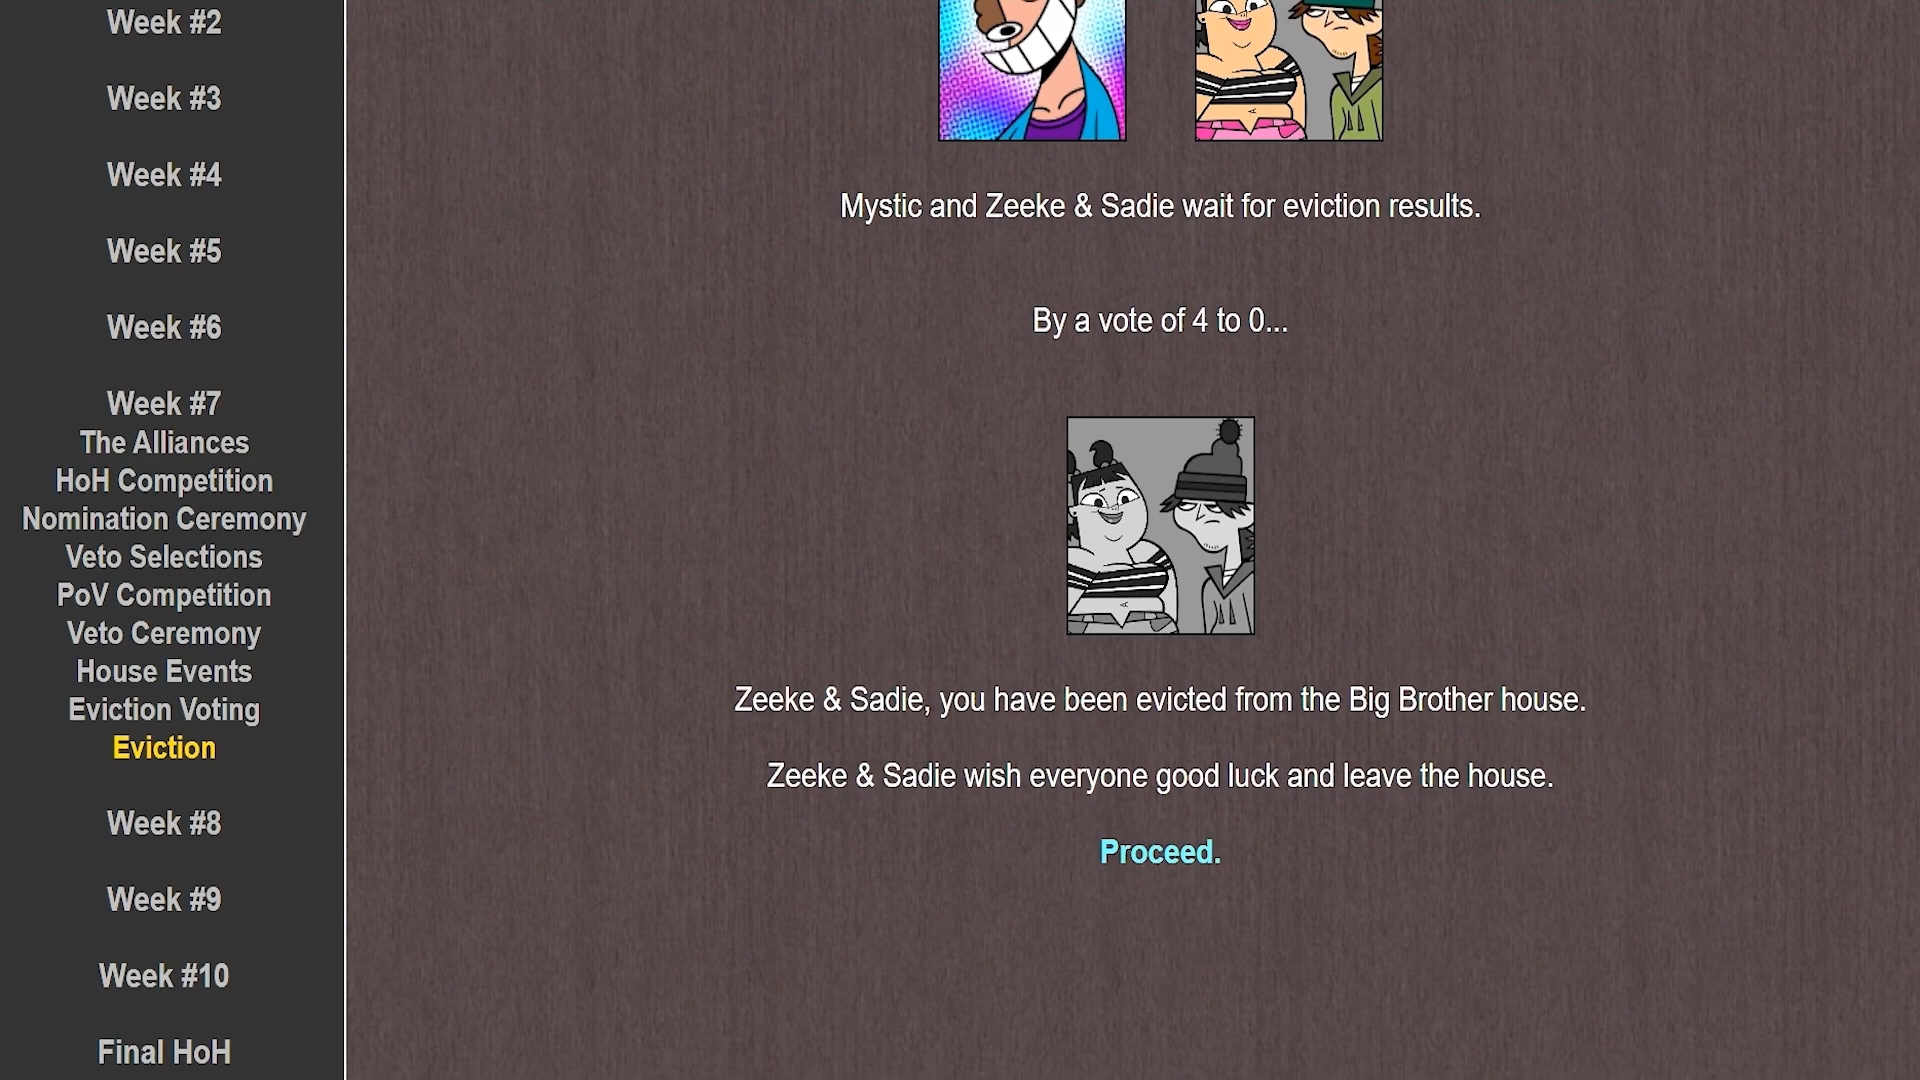 Week #2
Week #3
Week #4
Week #5
Week #6
Week #7
The Alliances
HoH Competition
Nomination Ceremony
Veto Selections
PoV Competition
Veto Ceremony
House Events
Eviction Voting
Eviction
Week #8
Week #9
Week #10
Final HoH
Mystic and Zeeke & Sadie wait for eviction results.
By a vote of 4 to 0...
Zeeke & Sadie, you have been evicted from the Big Brother house.
Zeeke & Sadie wish everyone good luck and leave the house.
Proceed.